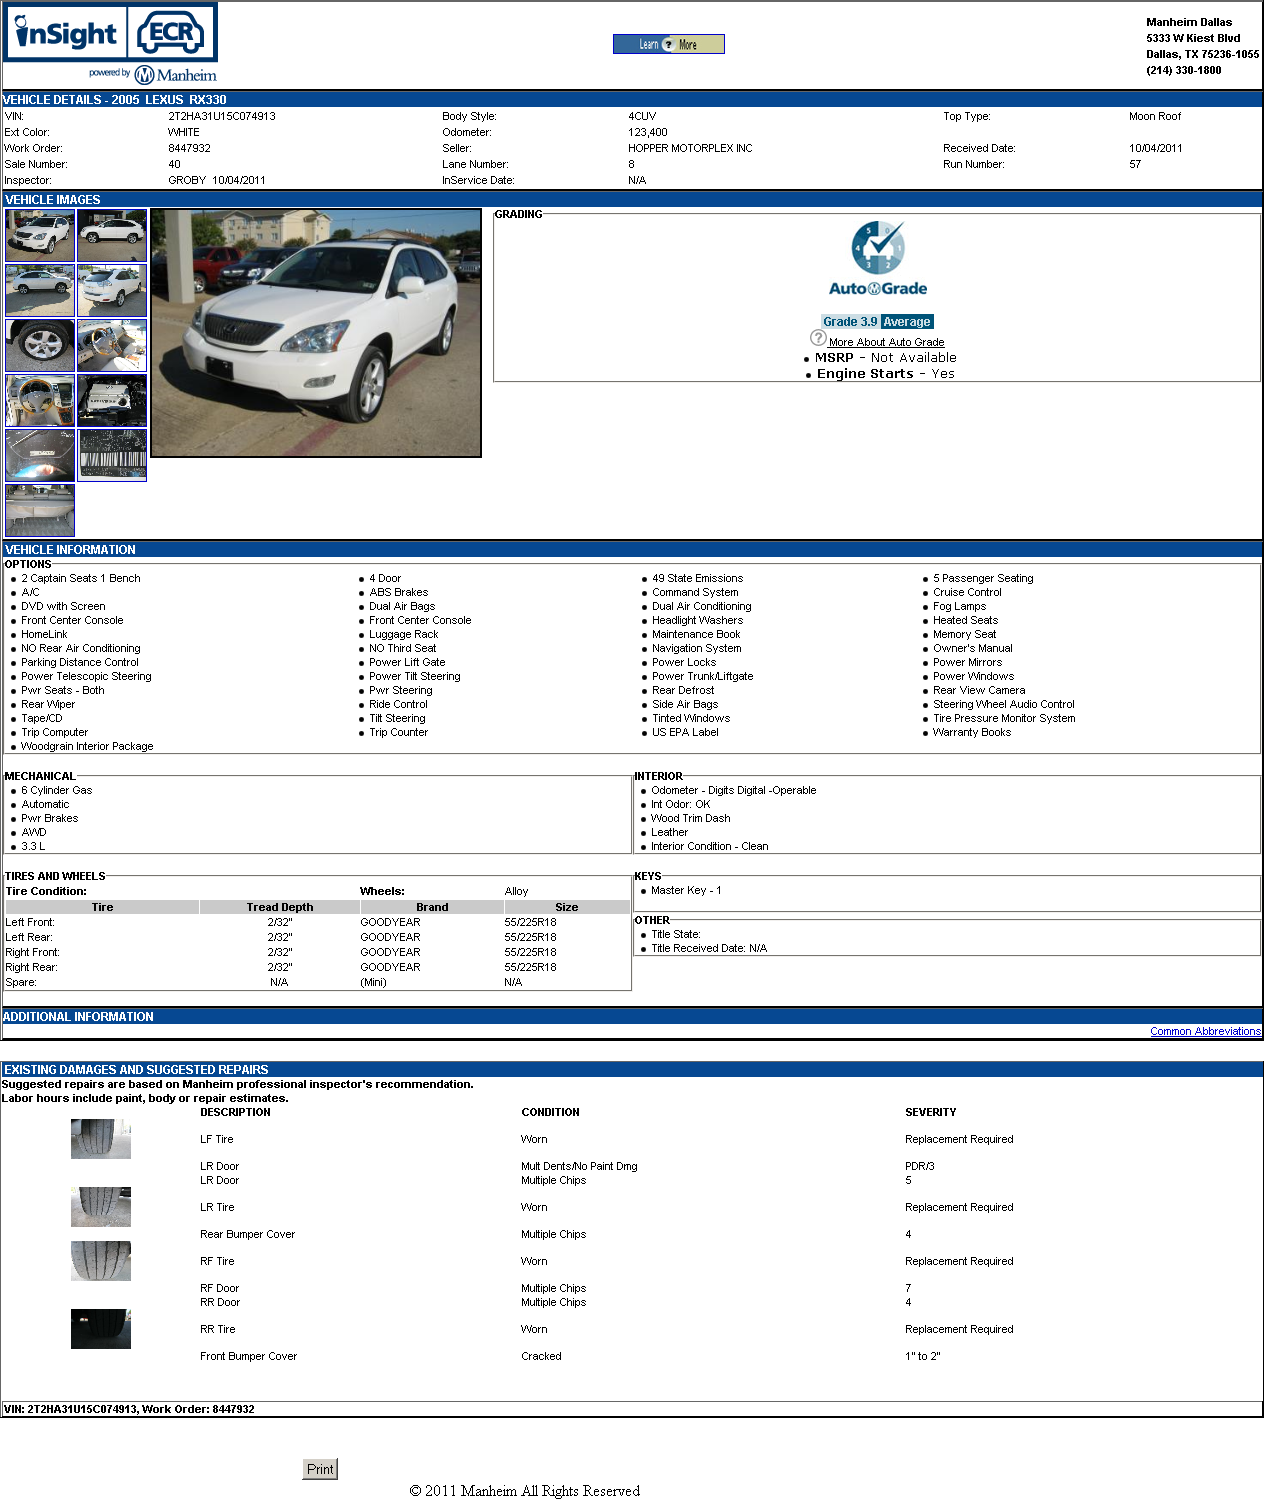 inSight ECR
powered by Manheim
Learn ? More
Manheim Dallas
5333 W Kiest Blvd
Dallas, TX 75236-1055
(214) 330-1800
VEHICLE DETAILS - 2005 LEXUS RX330
VIN: 2T2HA31U15C074913 Body Style: 4CUV Top Type: Moon Roof
Ext Color: WHITE Odometer: 123,400
Work Order: 8447932 Seller: HOPPER MOTORPLEX INC Received Date: 10/04/2011
Sale Number: 40 Lane Number: 8 Run Number: 57
Inspector: GROBY 10/04/2011 InService Date: N/A
VEHICLE IMAGES
GRADING
5 0 4 1 3 2
AutoGrade
Grade 3.9 Average
? More About Auto Grade
MSRP - Not Available
Engine Starts - Yes
VEHICLE INFORMATION
OPTIONS
2 Captain Seats 1 Bench 4 Door 49 State Emissions 5 Passenger Seating
A/C ABS Brakes Command System Cruise Control
DVD with Screen Dual Air Bags Dual Air Conditioning Fog Lamps
Front Center Console Front Center Console Headlight Washers Heated Seats
HomeLink Luggage Rack Maintenance Book Memory Seat
NO Rear Air Conditioning NO Third Seat Navigation System Owner's Manual
Parking Distance Control Power Lift Gate Power Locks Power Mirrors
Power Telescopic Steering Power Tilt Steering Power Trunk/Liftgate Power Windows
Pwr Seats - Both Pwr Steering Rear Defrost Rear View Camera
Rear Wiper Ride Control Side Air Bags Steering Wheel Audio Control
Tape/CD Tilt Steering Tinted Windows Tire Pressure Monitor System
Trip Computer Trip Counter US EPA Label Warranty Books
Woodgrain Interior Package
MECHANICAL
6 Cylinder Gas
Automatic
Pwr Brakes
AWD
3.3 L
INTERIOR
Odometer - Digits Digital -Operable
Int Odor: OK
Wood Trim Dash
Leather
Interior Condition - Clean
TIRES AND WHEELS
Tire Condition: Wheels: Alloy
Tire Tread Depth Brand Size
Left Front: 2/32" GOODYEAR 55/225R18
Left Rear: 2/32" GOODYEAR 55/225R18
Right Front: 2/32" GOODYEAR 55/225R18
Right Rear: 2/32" GOODYEAR 55/225R18
Spare: N/A (Mini) N/A
KEYS
Master Key - 1
OTHER
Title State:
Title Received Date: N/A
ADDITIONAL INFORMATION
Common Abbreviations
EXISTING DAMAGES AND SUGGESTED REPAIRS
Suggested repairs are based on Manheim professional inspector's recommendation.
Labor hours include paint, body or repair estimates.
DESCRIPTION CONDITION SEVERITY
LF Tire Worn Replacement Required
LR Door Mult Dents/No Paint Dmg PDR/3
LR Door Multiple Chips 5
LR Tire Worn Replacement Required
Rear Bumper Cover Multiple Chips 4
RF Tire Worn Replacement Required
RF Door Multiple Chips 7
RR Door Multiple Chips 4
RR Tire Worn Replacement Required
Front Bumper Cover Cracked 1" to 2"
VIN: 2T2HA31U15C074913, Work Order: 8447932
Print
© 2011 Manheim All Rights Reserved